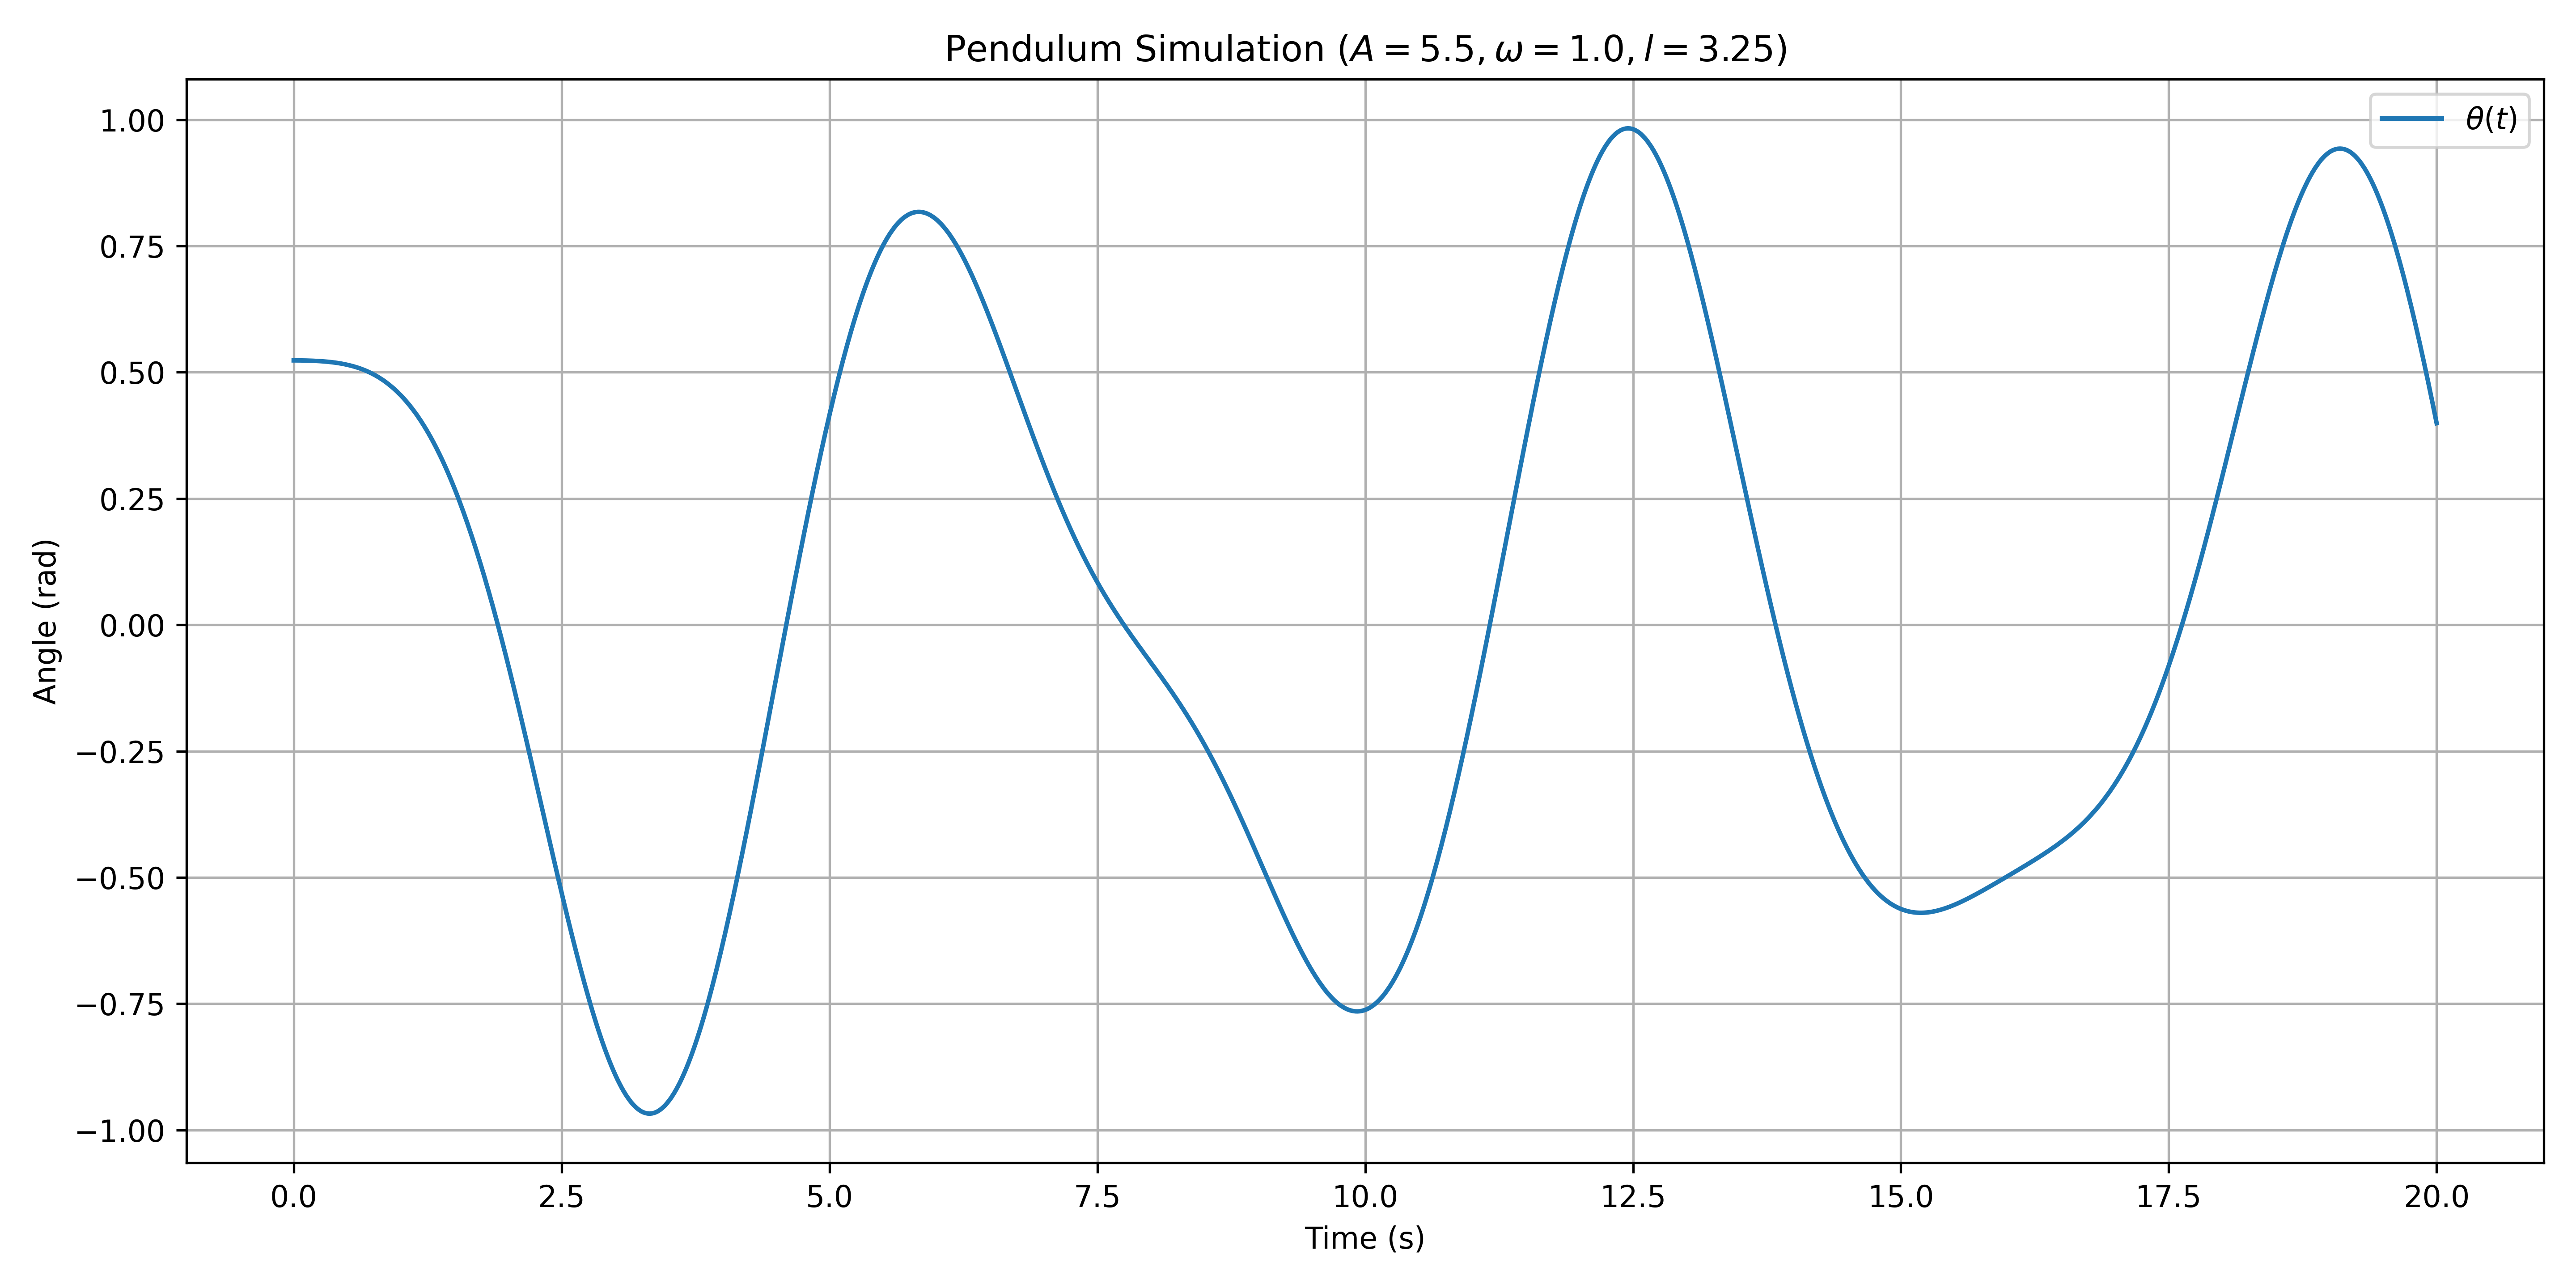 Pendulum Simulation (A = 5.5, ω = 1.0, l = 3.25)
θ(t)
1.00
0.75
0.50
0.25
0.00
−0.25
−0.50
−0.75
−1.00
Angle (rad)
0.0 2.5 5.0 7.5 10.0 12.5 15.0 17.5 20.0
Time (s)